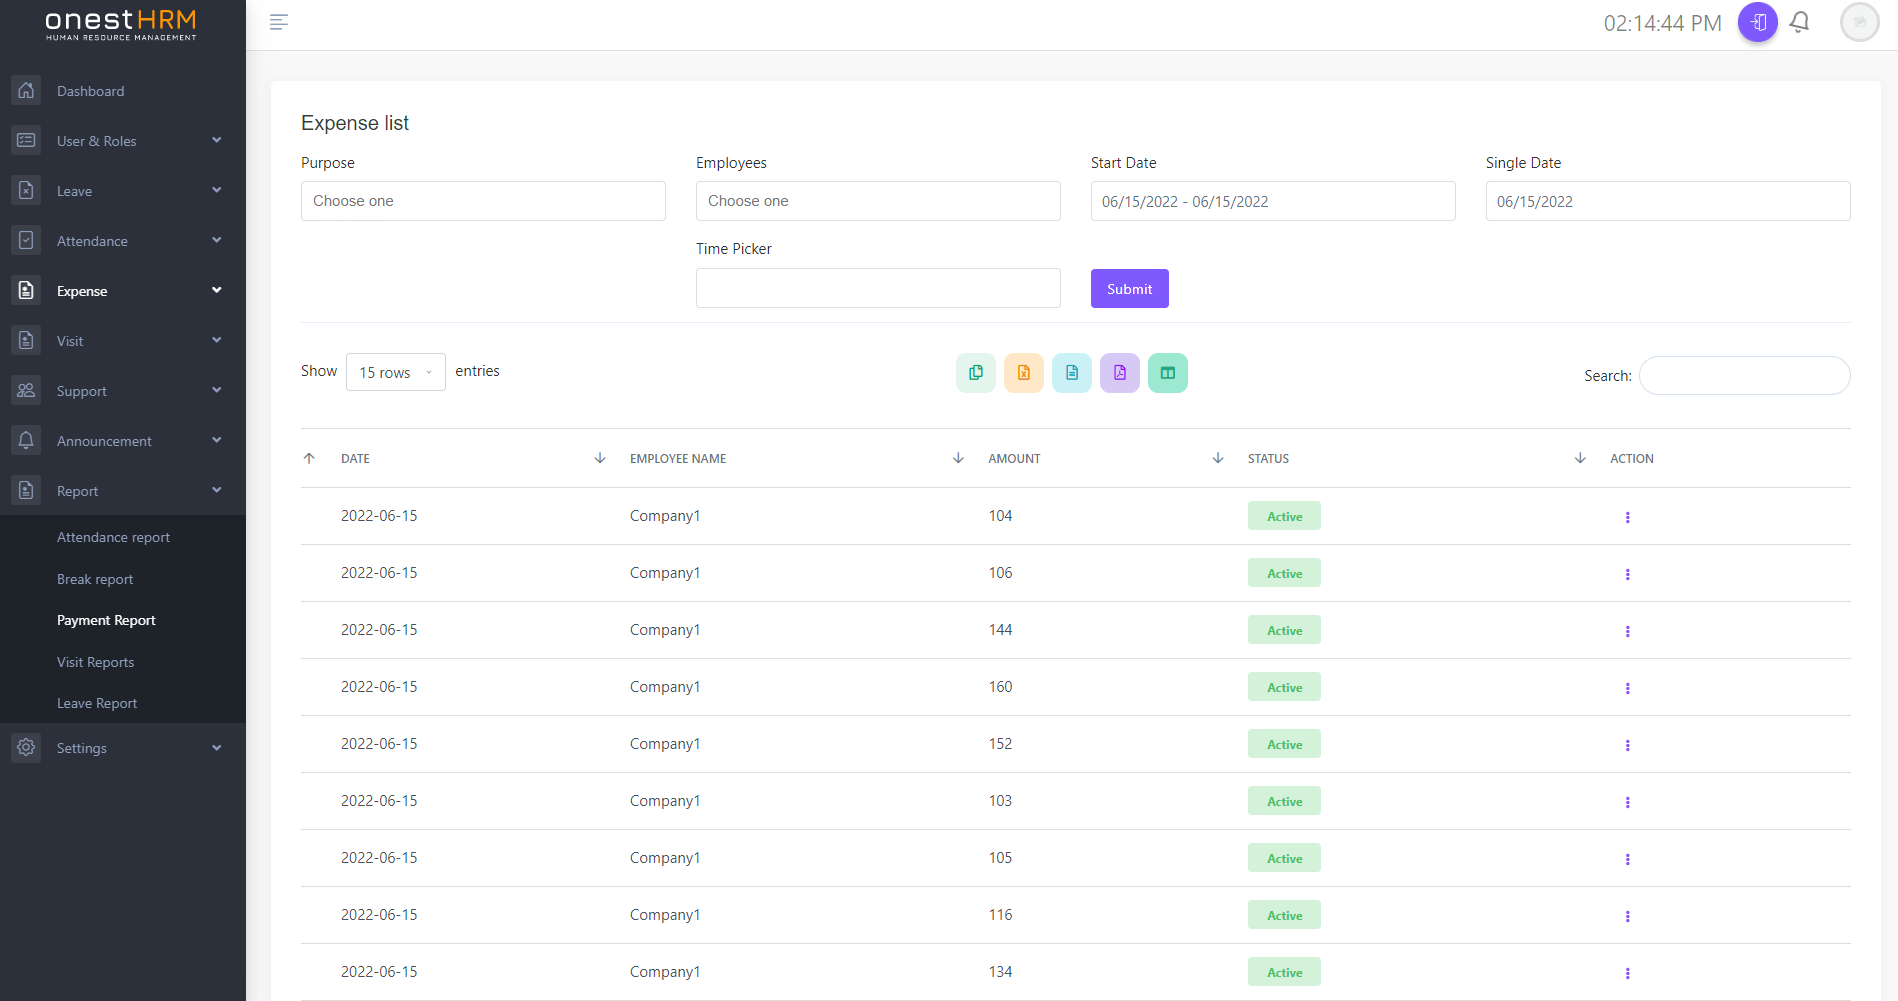 onestHRM
HUMAN RESOURCE MANAGEMENT
02:14:44 PM
Dashboard
User & Roles
Leave
Attendance
Expense
Visit
Support
Announcement
Report
Attendance report
Break report
Payment Report
Visit Reports
Leave Report
Settings
Expense list
Purpose Employees Start Date Single Date
Choose one Choose one 06/15/2022 - 06/15/2022 06/15/2022
Time Picker
Submit
Show 15 rows entries Search:
DATE EMPLOYEE NAME AMOUNT STATUS ACTION
2022-06-15 Company1 104 Active
2022-06-15 Company1 106 Active
2022-06-15 Company1 144 Active
2022-06-15 Company1 160 Active
2022-06-15 Company1 152 Active
2022-06-15 Company1 103 Active
2022-06-15 Company1 105 Active
2022-06-15 Company1 116 Active
2022-06-15 Company1 134 Active